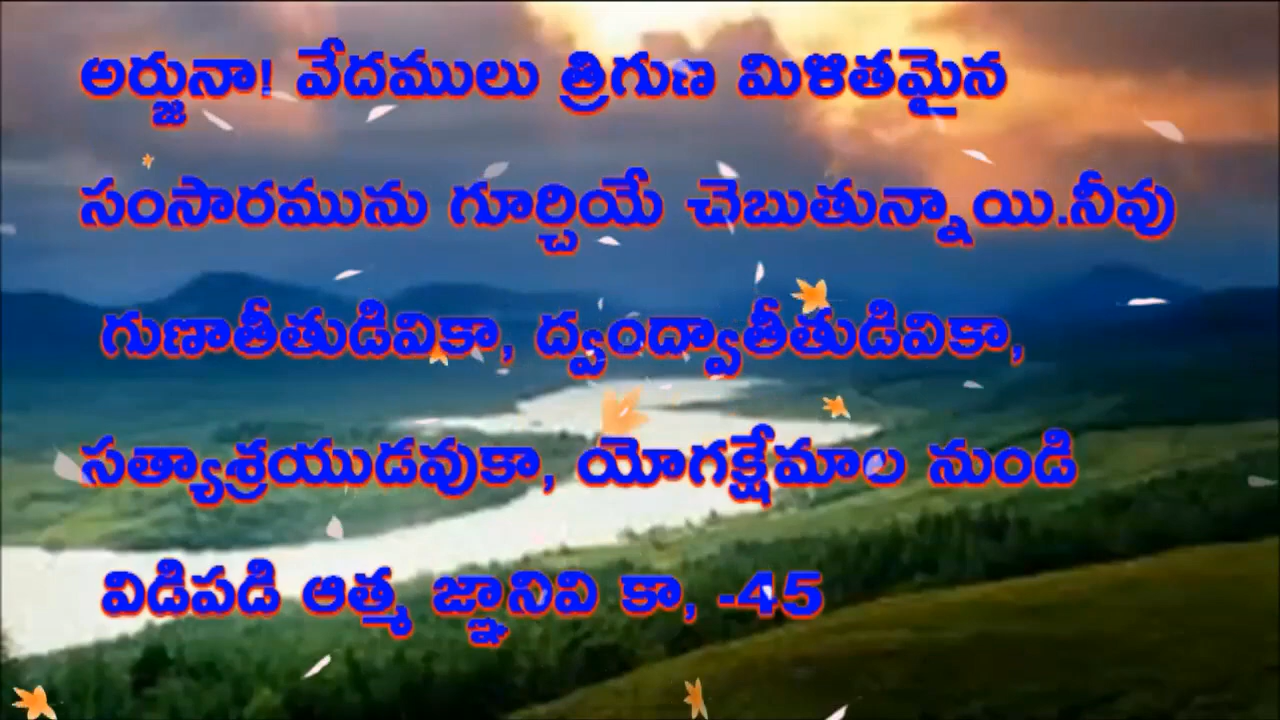 అర్జునా! వేదములు త్రిగుణ మిళితమైన
సంసారమును గూర్చియే చెబుతున్నాయి.నీవు
గుణాతీతుడివికా, ద్వంద్వాతీతుడివికా,
సత్యాశ్రయుడవుకా, యోగక్షేమాల నుండి
విడిపడి ఆత్మ జ్ఞానివి కా, -45